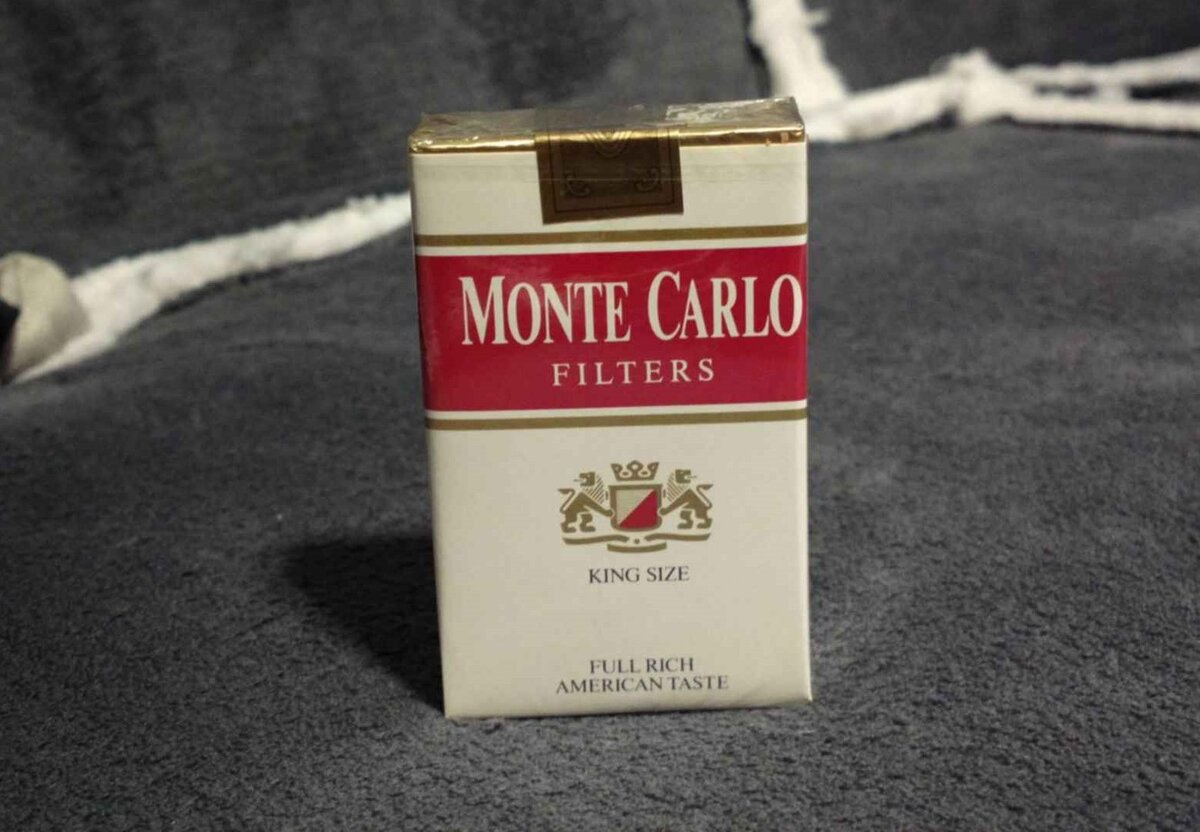 MONTE CARLO
FILTERS
KING SIZE
FULL RICH
AMERICAN TASTE